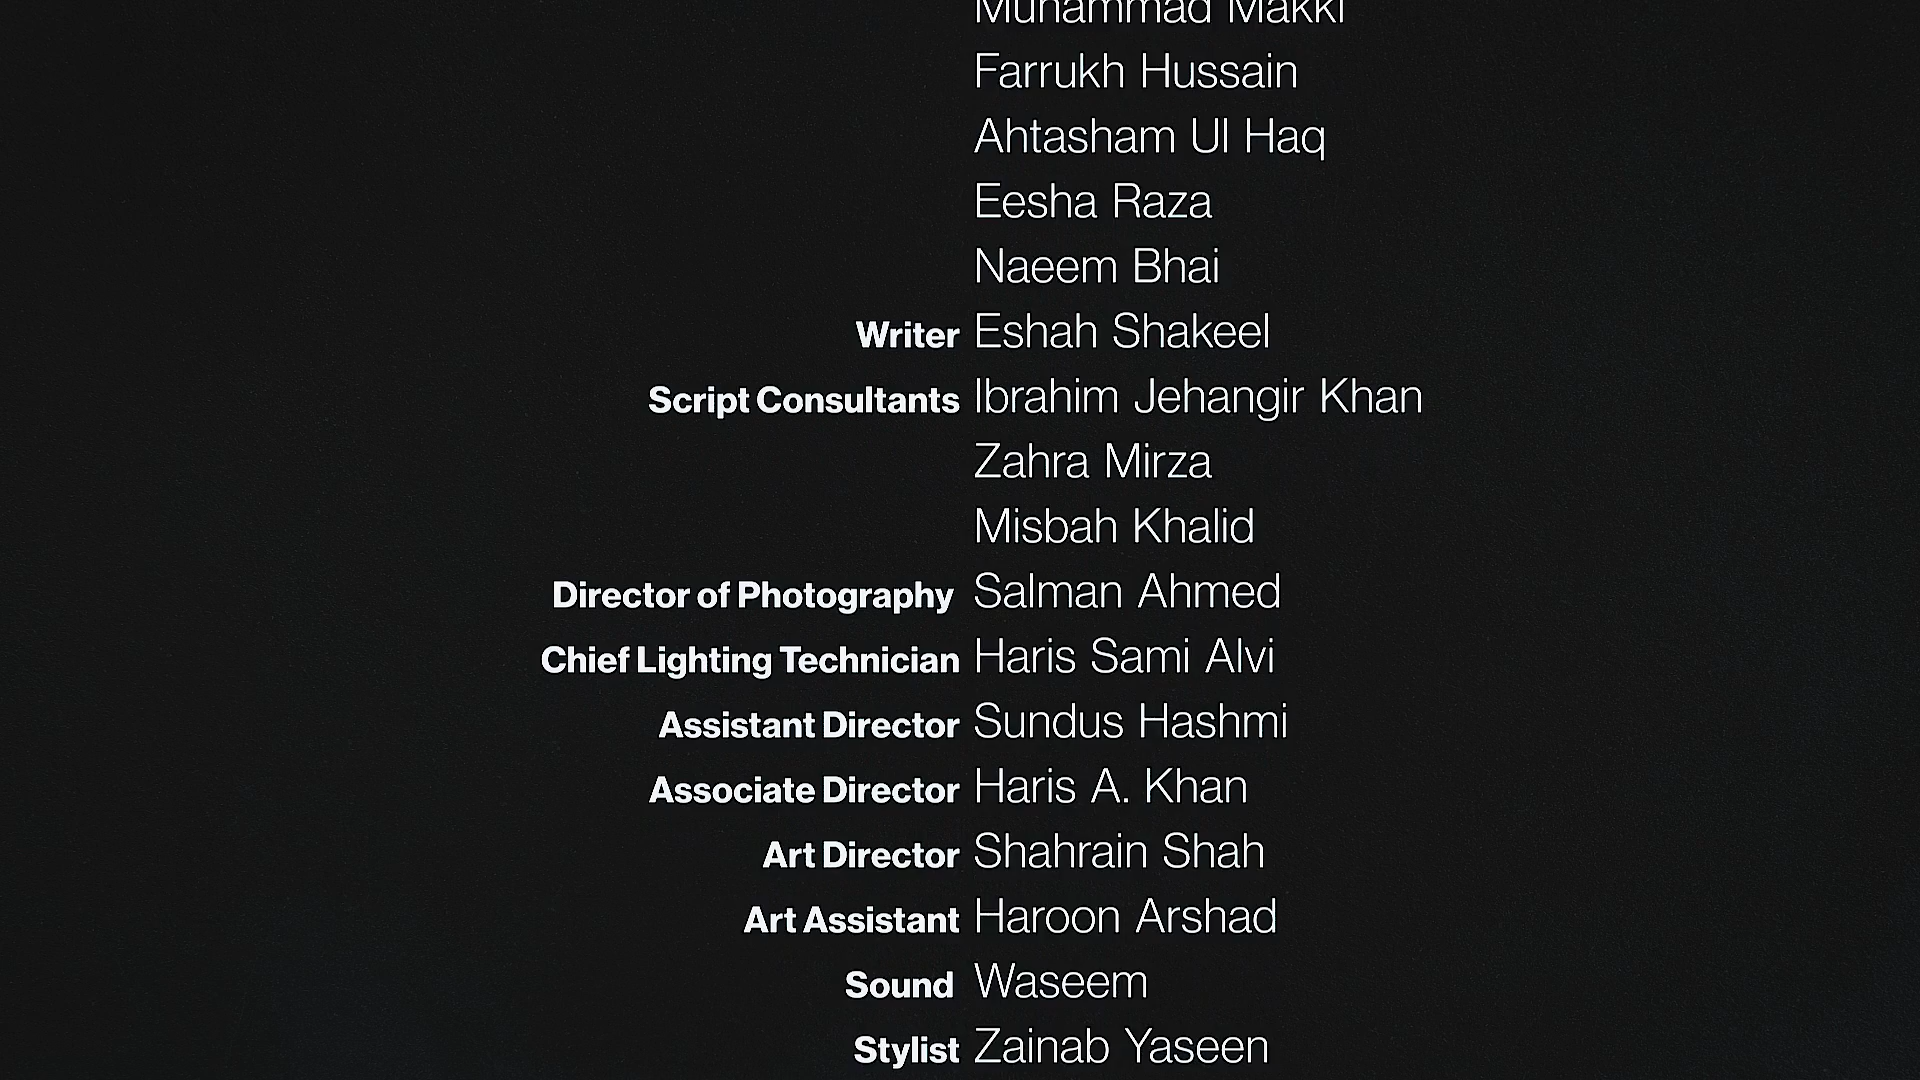 Muhammad Makki
Farrukh Hussain
Ahtasham Ul Haq
Eesha Raza
Naeem Bhai
Writer Eshah Shakeel
Script Consultants Ibrahim Jehangir Khan
Zahra Mirza
Misbah Khalid
Director of Photography Salman Ahmed
Chief Lighting Technician Haris Sami Alvi
Assistant Director Sundus Hashmi
Associate Director Haris A. Khan
Art Director Shahrain Shah
Art Assistant Haroon Arshad
Sound Waseem
Stylist Zainab Yaseen